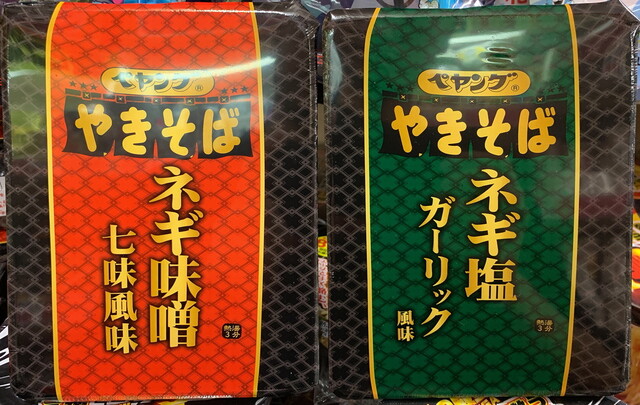 ペヤング®
やきそば
ネギ味噌
七味風味
熱湯
3分
ペヤング®
やきそば
ネギ塩
ガーリック
風味
熱湯
3分